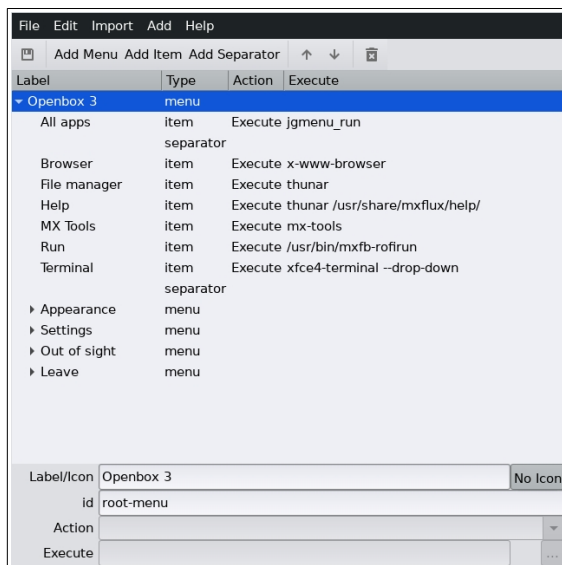 File Edit Import Add Help
Add Menu Add Item Add Separator
Label Type Action Execute
Openbox 3 menu
All apps item Execute jgmenu_run
separator
Browser item Execute x-www-browser
File manager item Execute thunar
Help item Execute thunar /usr/share/mxflux/help/
MX Tools item Execute mx-tools
Run item Execute /usr/bin/mxfb-rofirun
Terminal item Execute xfce4-terminal --drop-down
separator
Appearance menu
Settings menu
Out of sight menu
Leave menu
Label/Icon Openbox 3 No Icon
id root-menu
Action
Execute ...